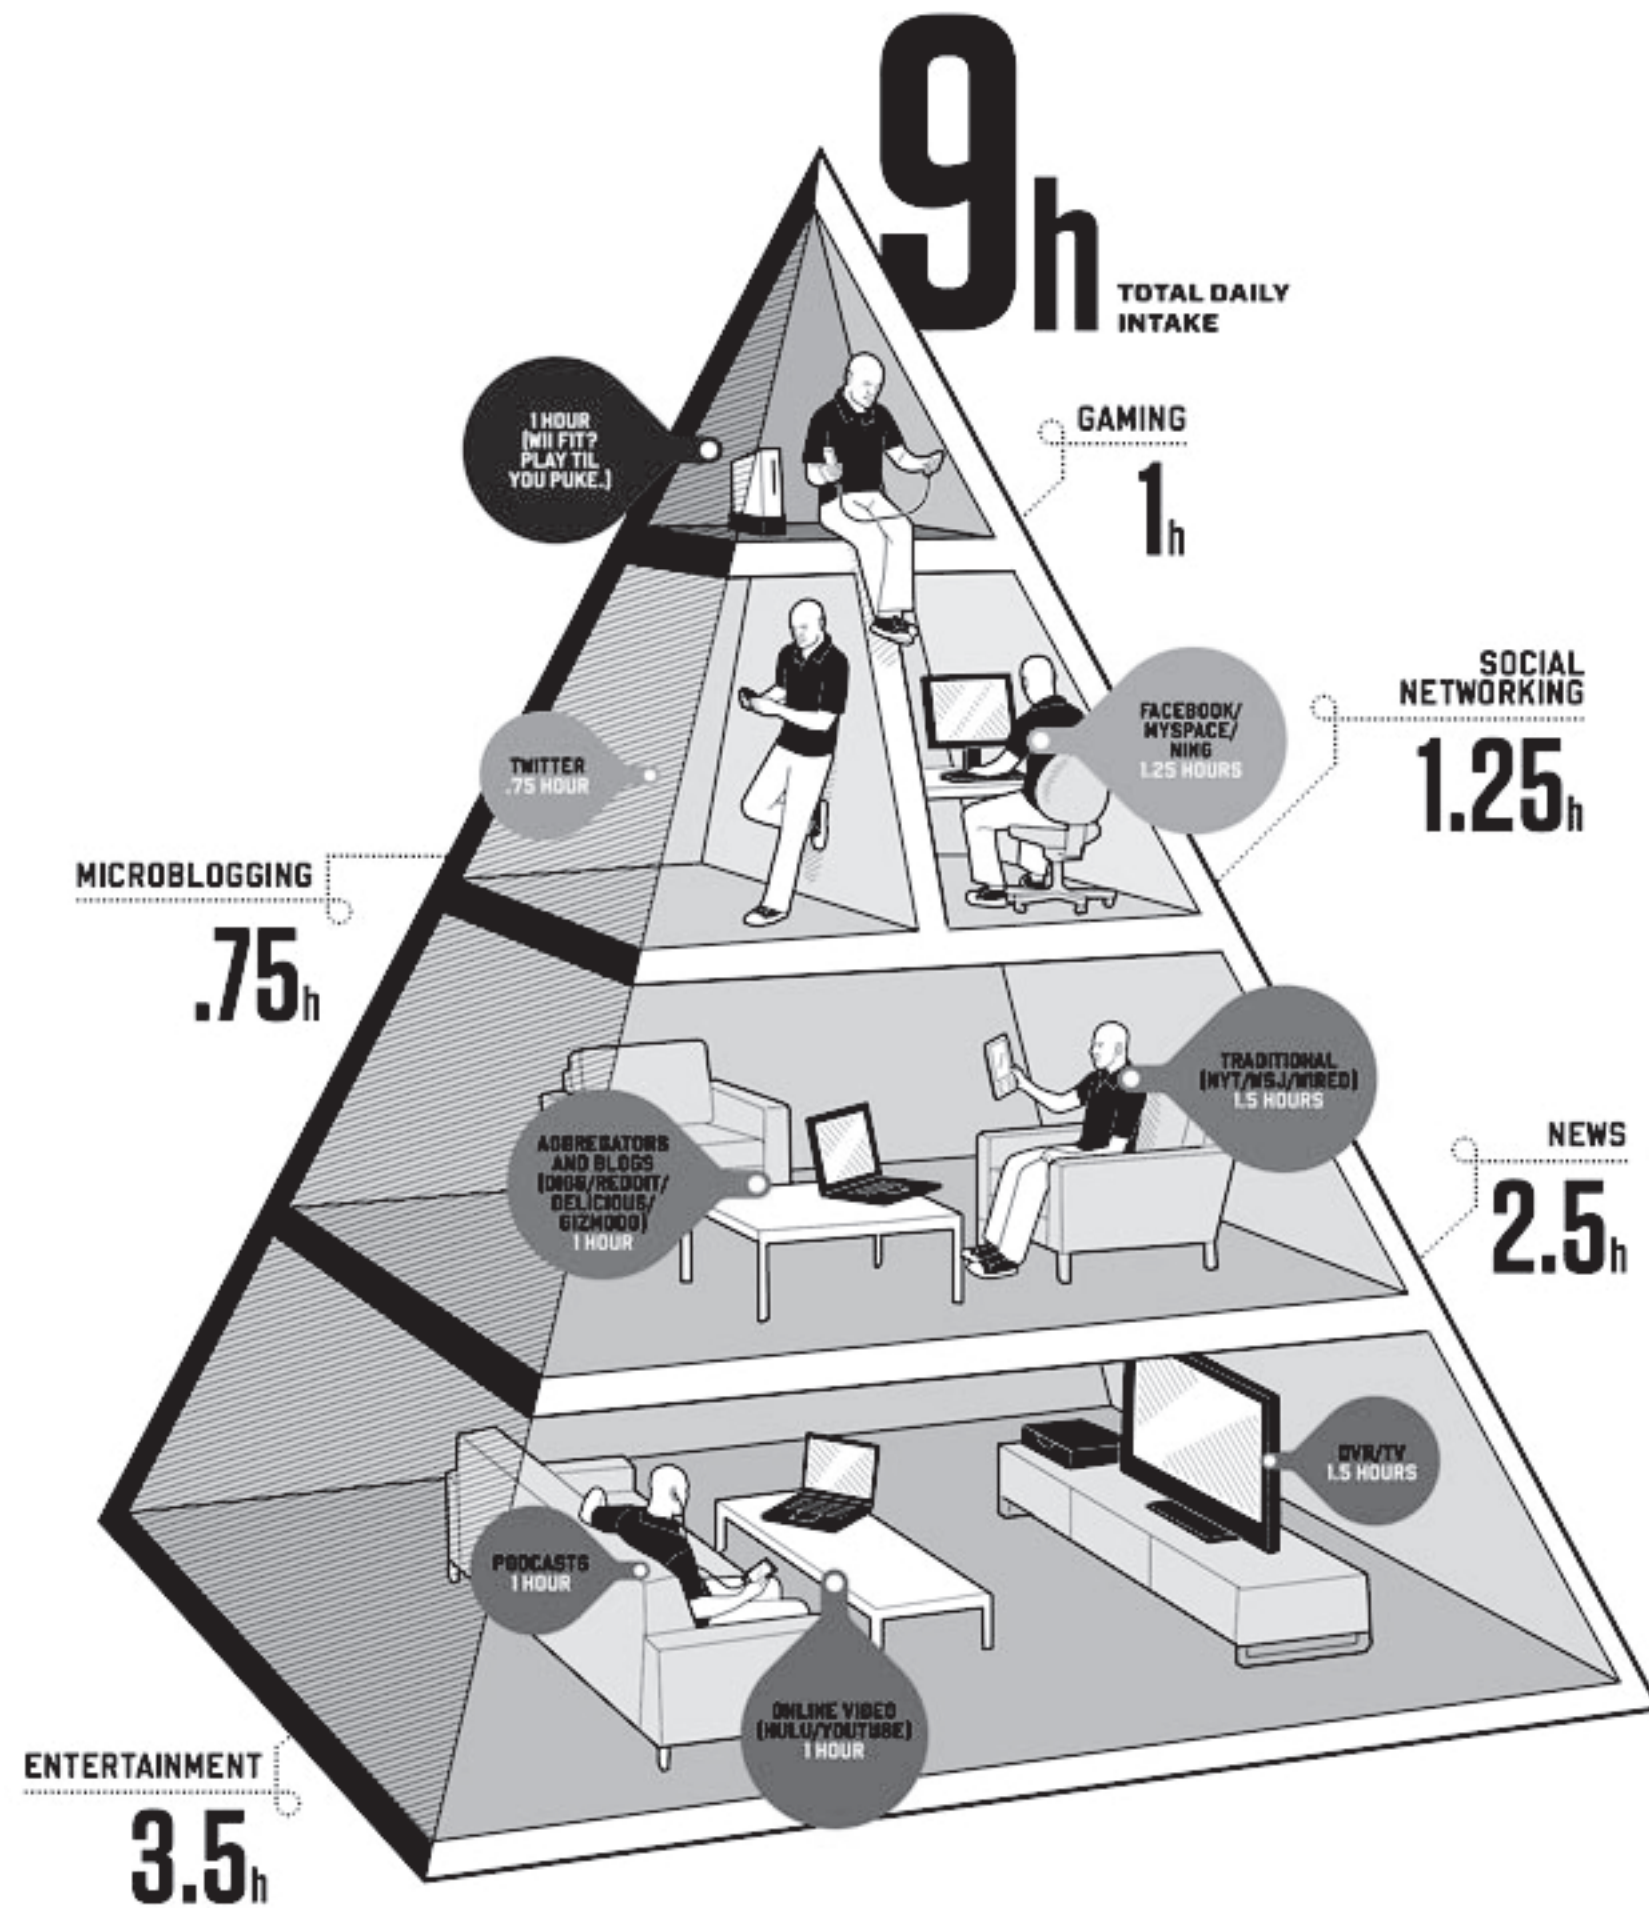 9h
TOTAL DAILY
INTAKE
1 HOUR
(WII FIT?
PLAY TIL
YOU PUKE.)
GAMING
1h
SOCIAL
NETWORKING
1.25h
FACEBOOK/
MYSPACE/
NING
1.25 HOURS
TWITTER
.75 HOUR
MICROBLOGGING
.75h
TRADITIONAL
(NYT/WSJ/WIRED)
1.5 HOURS
NEWS
2.5h
AGGREGATORS
AND BLOGS
(DIGG/REDDIT/
DELICIOUS/
GIZMODO)
1 HOUR
DVR/TV
1.5 HOURS
PODCASTS
1 HOUR
ONLINE VIDEO
(HULU/YOUTUBE)
1 HOUR
ENTERTAINMENT
3.5h